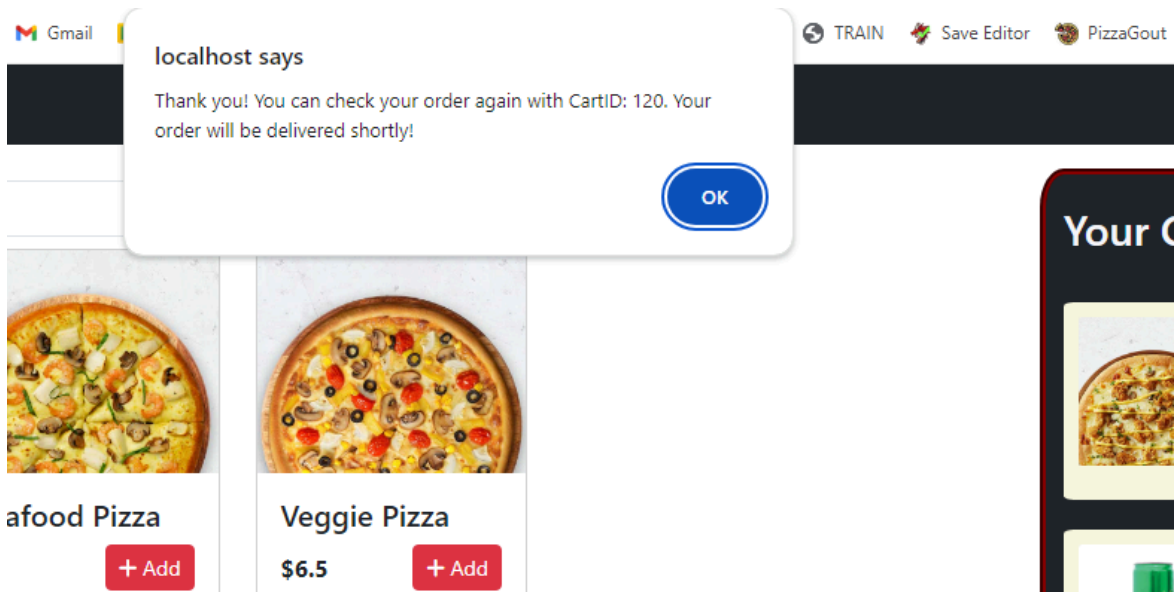 Gmail
TRAIN
Save Editor
PizzaGout
localhost says
Thank you! You can check your order again with CartID: 120. Your
order will be delivered shortly!
OK
Your
afood Pizza
+ Add
Veggie Pizza
$6.5
+ Add